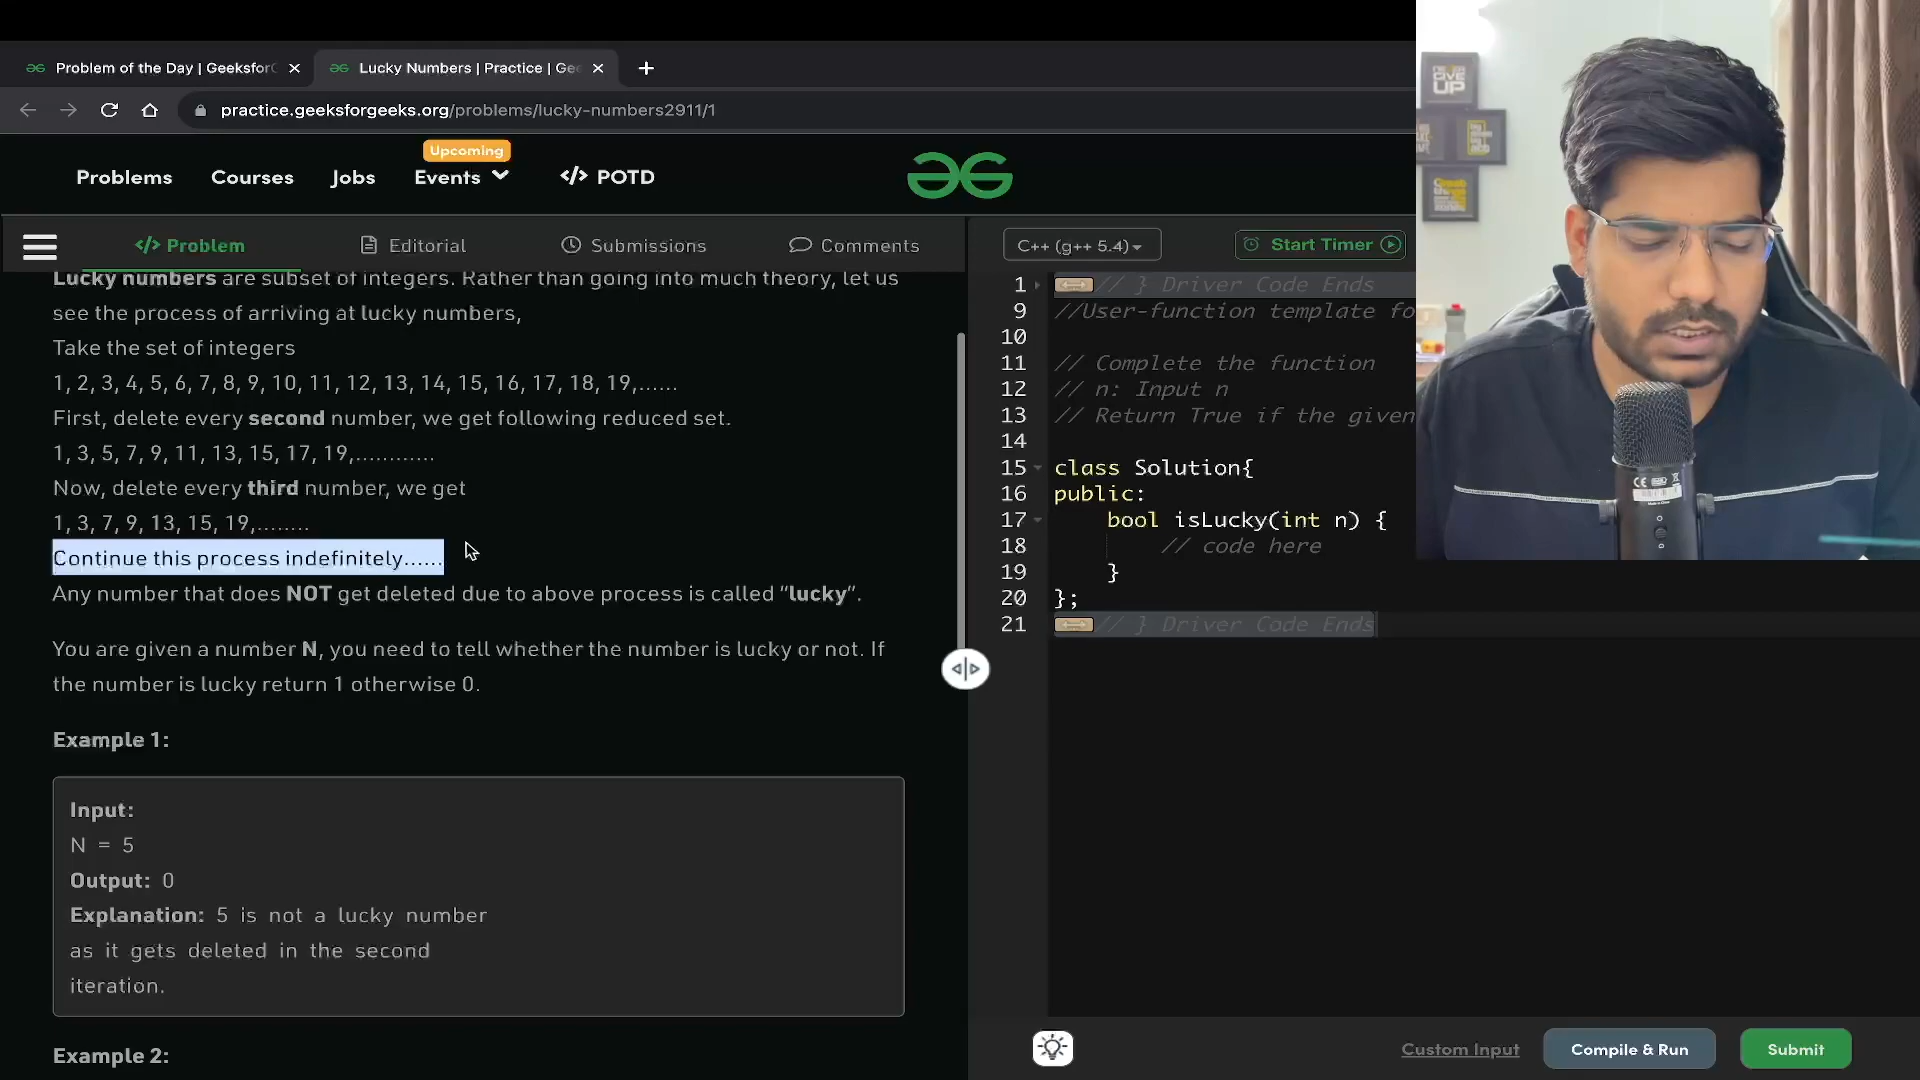 Problem of the Day | Geeksfor
Lucky Numbers | Practice | Ge
practice.geeksforgeeks.org/problems/lucky-numbers2911/1
Upcoming
Problems
Courses
Jobs
Events
</> POTD
</> Problem
Editorial
Submissions
Comments
C++ (g++ 5.4)
Start Timer
Lucky numbers are subset of integers. Rather than going into much theory, let us
see the process of arriving at lucky numbers,
Take the set of integers
1, 2, 3, 4, 5, 6, 7, 8, 9, 10, 11, 12, 13, 14, 15, 16, 17, 18, 19,......
First, delete every second number, we get following reduced set.
1, 3, 5, 7, 9, 11, 13, 15, 17, 19,............
Now, delete every third number, we get
1, 3, 7, 9, 13, 15, 19,........
Continue this process indefinitely......
Any number that does NOT get deleted due to above process is called “lucky”.
You are given a number N, you need to tell whether the number is lucky or not. If
the number is lucky return 1 otherwise 0.
Example 1:
Input:
N = 5
Output: 0
Explanation: 5 is not a lucky number
as it gets deleted in the second
iteration.
Example 2:
1 // } Driver Code Ends
9 //User-function template fo
10
11 // Complete the function
12 // n: Input n
13 // Return True if the given
14
15 class Solution{
16 public:
17 bool isLucky(int n) {
18 // code here
19 }
20 };
21 // } Driver Code Ends
Custom Input
Compile & Run
Submit
GIVE UP